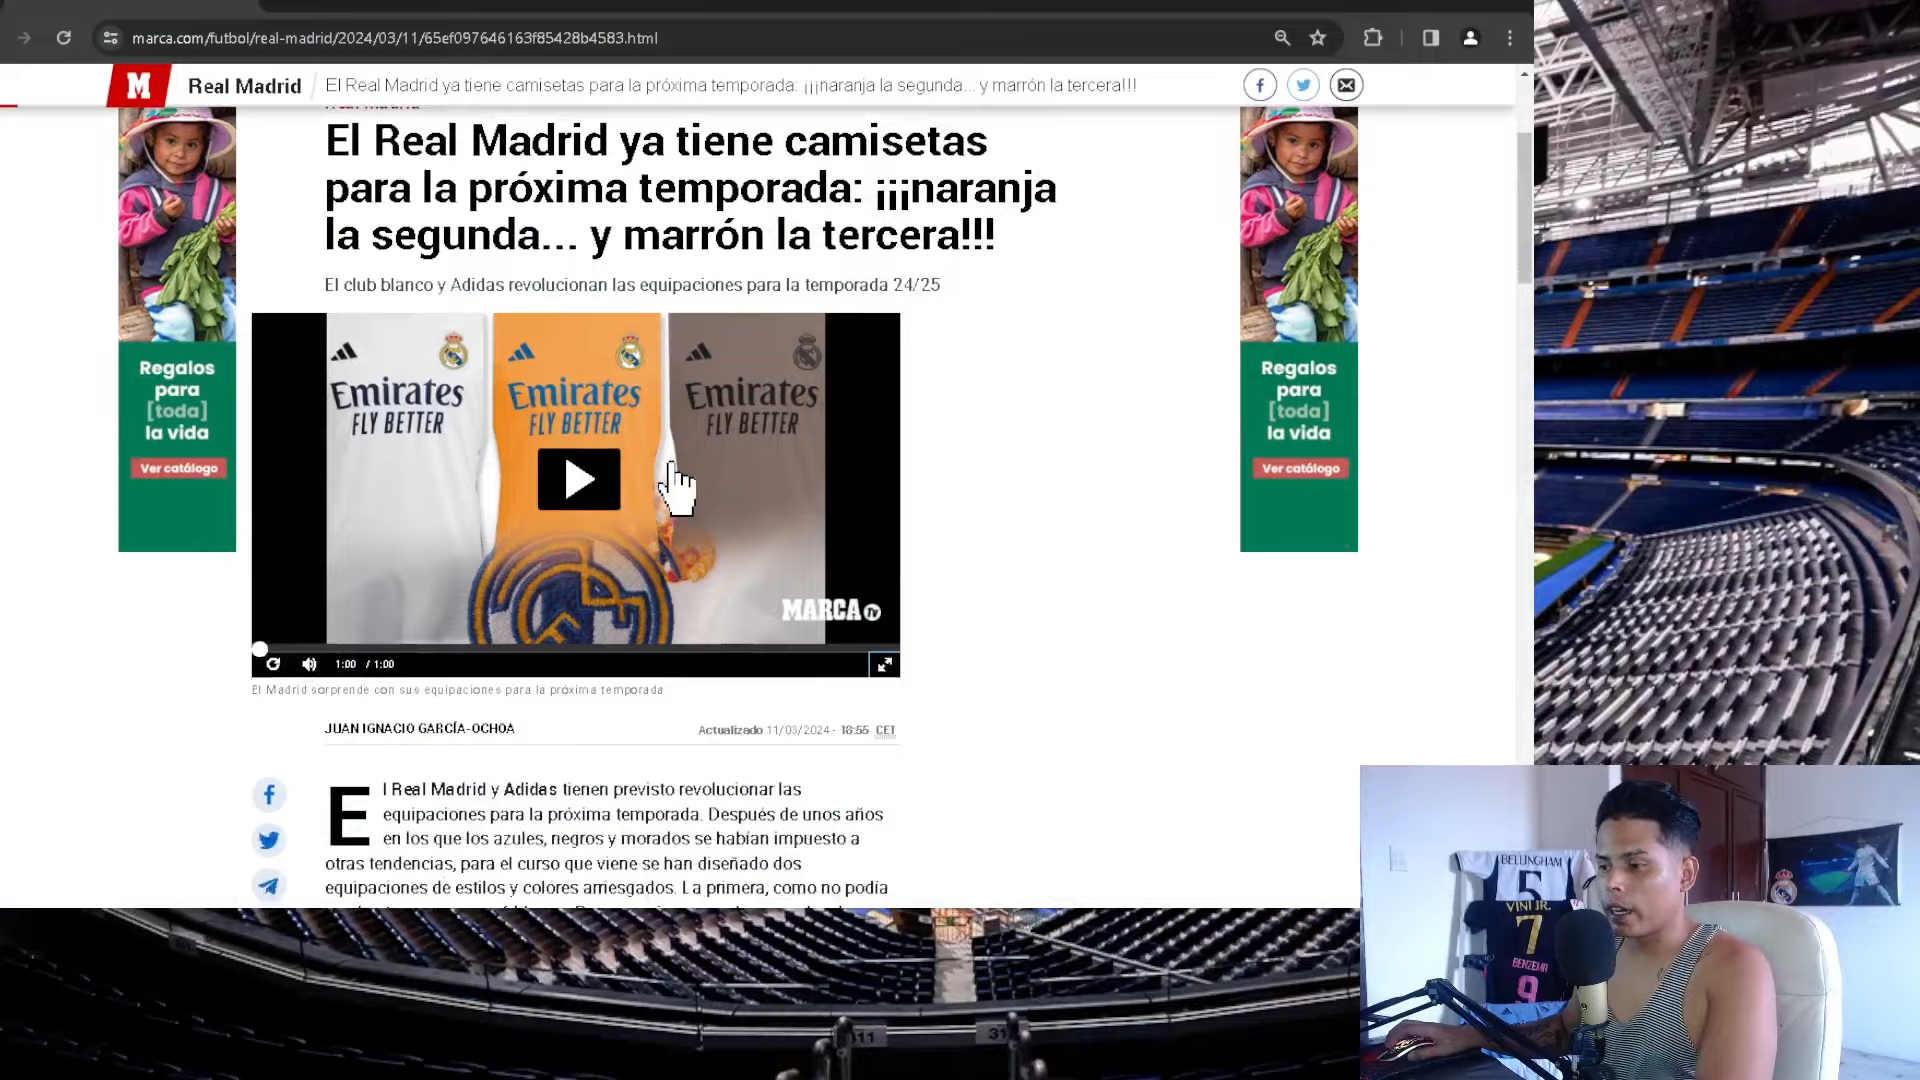 marca.com/futbol/real-madrid/2024/03/11/65ef097646163f85428b4583.html
M
Real Madrid
El Real Madrid ya tiene camisetas para la próxima temporada: ¡¡¡naranja la segunda... y marrón la tercera!!!
El Real Madrid ya tiene camisetas
para la próxima temporada: ¡¡¡naranja
la segunda... y marrón la tercera!!!
El club blanco y Adidas revolucionan las equipaciones para la temporada 24/25
Regalos
para
[toda]
la vida
Ver catálogo
Emirates
FLY BETTER
Emirates
FLY BETTER
Emirates
FLY BETTER
MARCA TV
1:00 / 1:00
El Madrid sorprende con sus equipaciones para la próxima temporada
JUAN IGNACIO GARCÍA-OCHOA
Actualizado 11/03/2024 - 18:55 CET
El Real Madrid y Adidas tienen previsto revolucionar las
equipaciones para la próxima temporada. Después de unos años
en los que los azules, negros y morados se habían impuesto a
otras tendencias, para el curso que viene se han diseñado dos
equipaciones de estilos y colores arriesgados. La primera, como no podía
Regalos
para
[toda]
la vida
Ver catálogo
BELLINGHAM
5
VINI JR.
7
BENZEMA
9
311
31